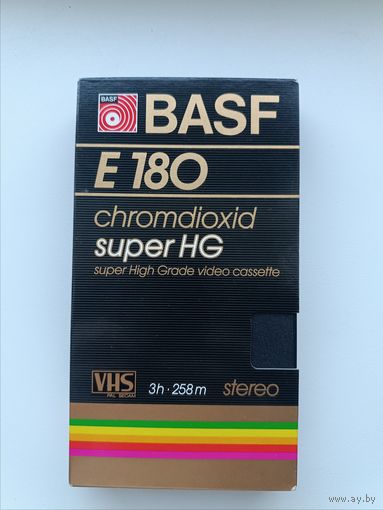 BASF
BASF
E 180
chromdioxid
super HG
super High Grade video cassette
VHS
PAL SECAM
3h · 258 m
stereo
www.ay.by